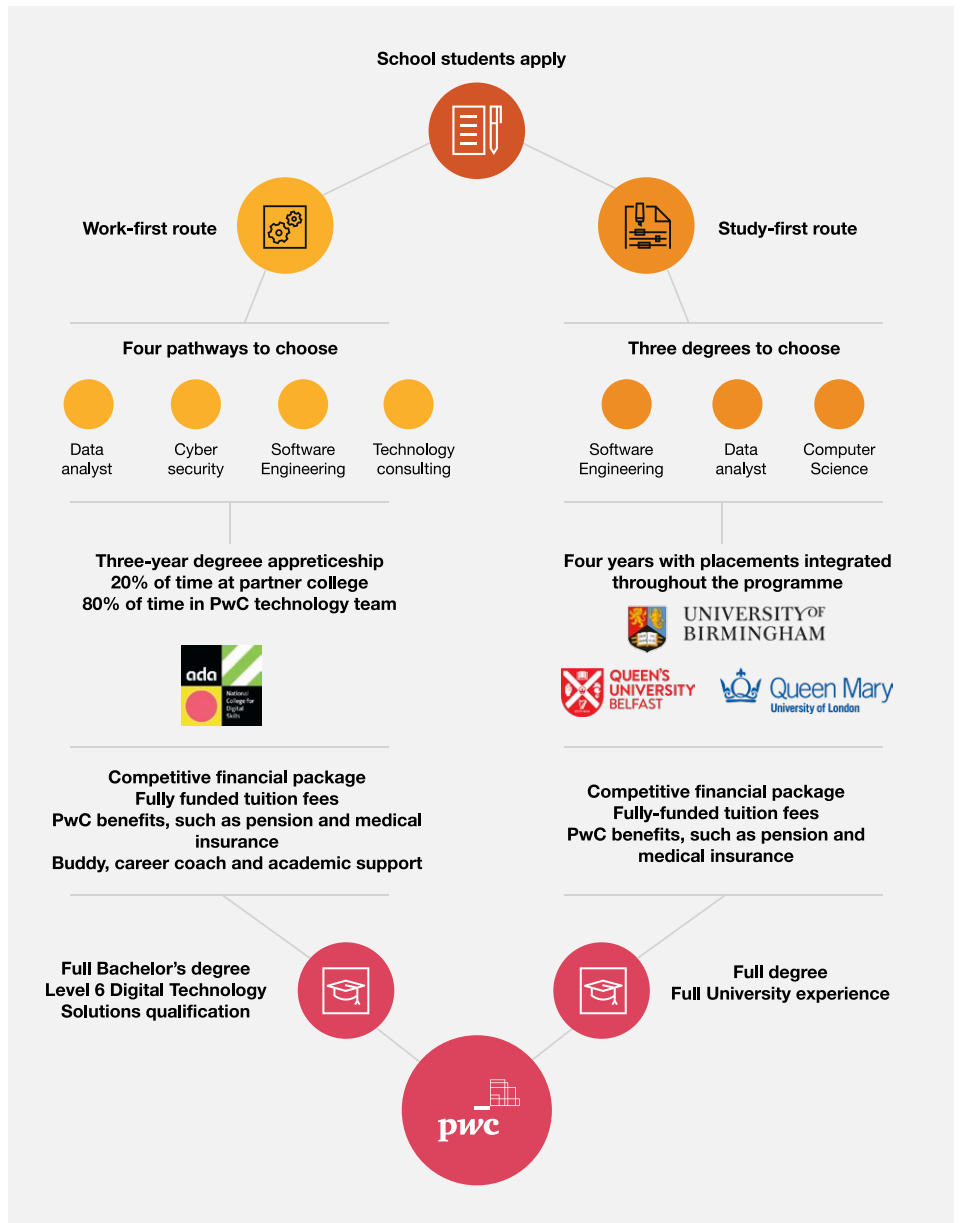 School students apply
Work-first route
Study-first route
Four pathways to choose
Data
analyst
Cyber
security
Software
Engineering
Technology
consulting
Three degrees to choose
Software
Engineering
Data
analyst
Computer
Science
Three-year degreee appreticeship
20% of time at partner college
80% of time in PwC technology team
ada
National
College for
Digital
Skills
Four years with placements integrated
throughout the programme
UNIVERSITYOF
BIRMINGHAM
QUEEN'S
UNIVERSITY
BELFAST
Queen Mary
University of London
Competitive financial package
Fully funded tuition fees
PwC benefits, such as pension and medical
insurance
Buddy, career coach and academic support
Competitive financial package
Fully-funded tuition fees
PwC benefits, such as pension and
medical insurance
Full Bachelor's degree
Level 6 Digital Technology
Solutions qualification
Full degree
Full University experience
pwc